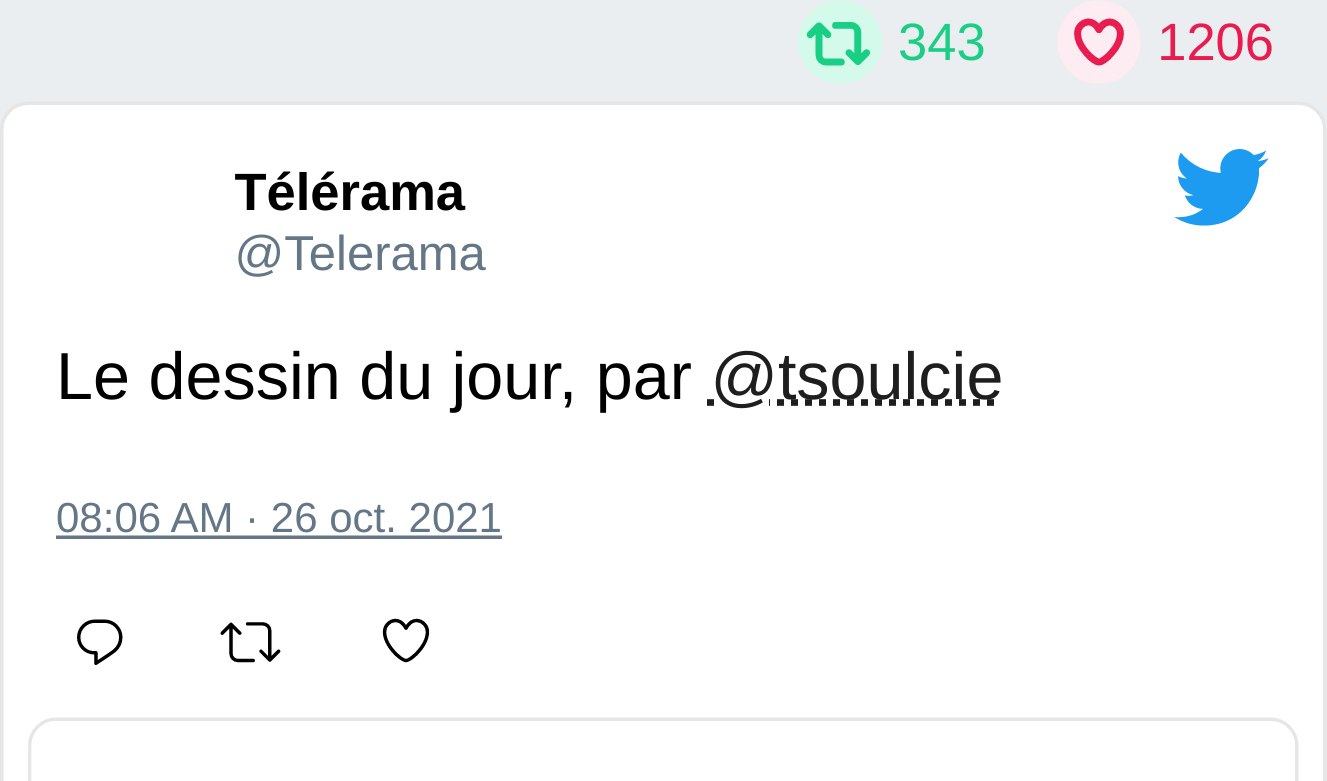 343 1206
Télérama
@Telerama
Le dessin du jour, par @tsoulcie
08:06 AM · 26 oct. 2021